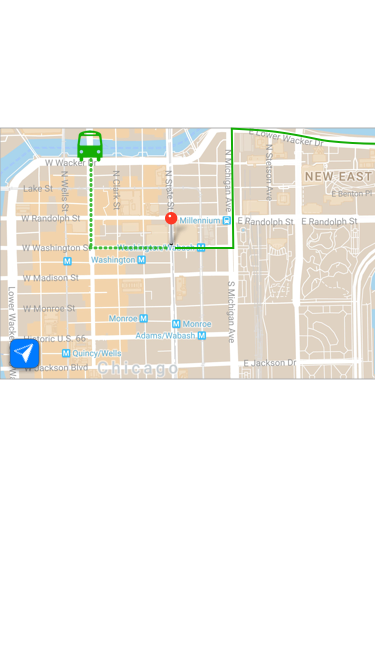 E Lower Wacker Dr
W Wacker Dr
N Michigan Ave
N Stetson Ave
N Wells St
N Clark St
N State St
NEW EAST
Lake St
E Benton Pl
W Randolph St
Millennium
E Randolph St
E Randolph St
W Washington St
Washington/Wabash
Washington
W Madison St
Lower Wacker
S Michigan Ave
W Monroe St
Monroe
Monroe
Adams/Wabash
Historic U.S. 66
Quincy/Wells
E Jackson Dr
W Jackson Blvd
Chicago